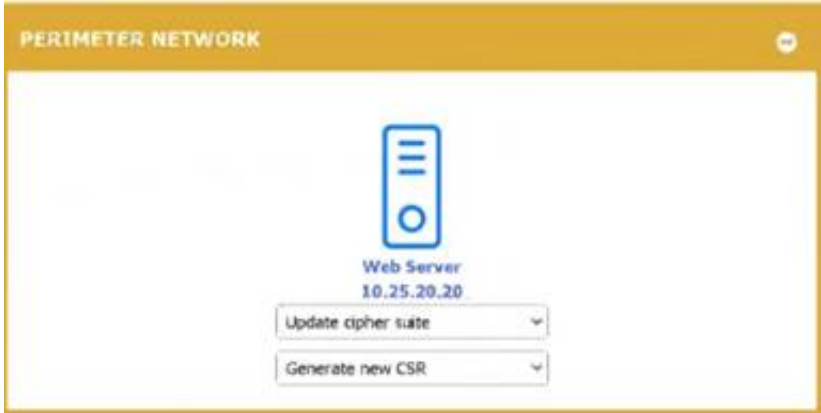 PERIMETER NETWORK
Web Server
10.25.20.20
Update cipher suite
Generate new CSR